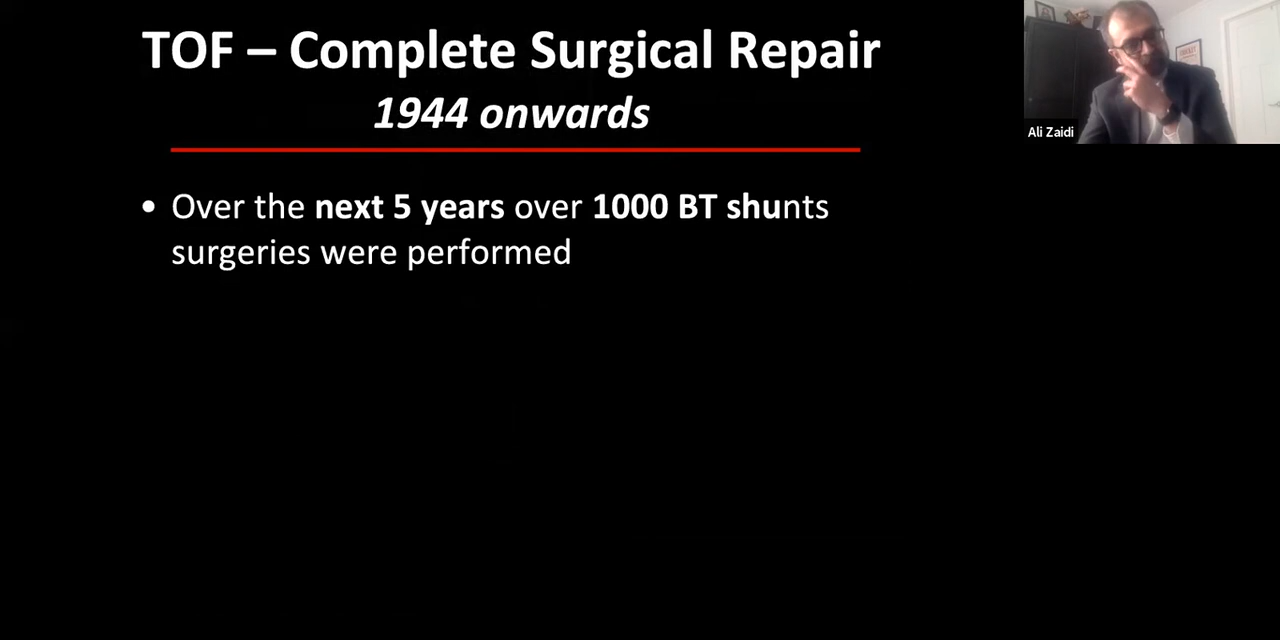 TOF – Complete Surgical Repair
1944 onwards
• Over the next 5 years over 1000 BT shunts
surgeries were performed
Ali Zaidi